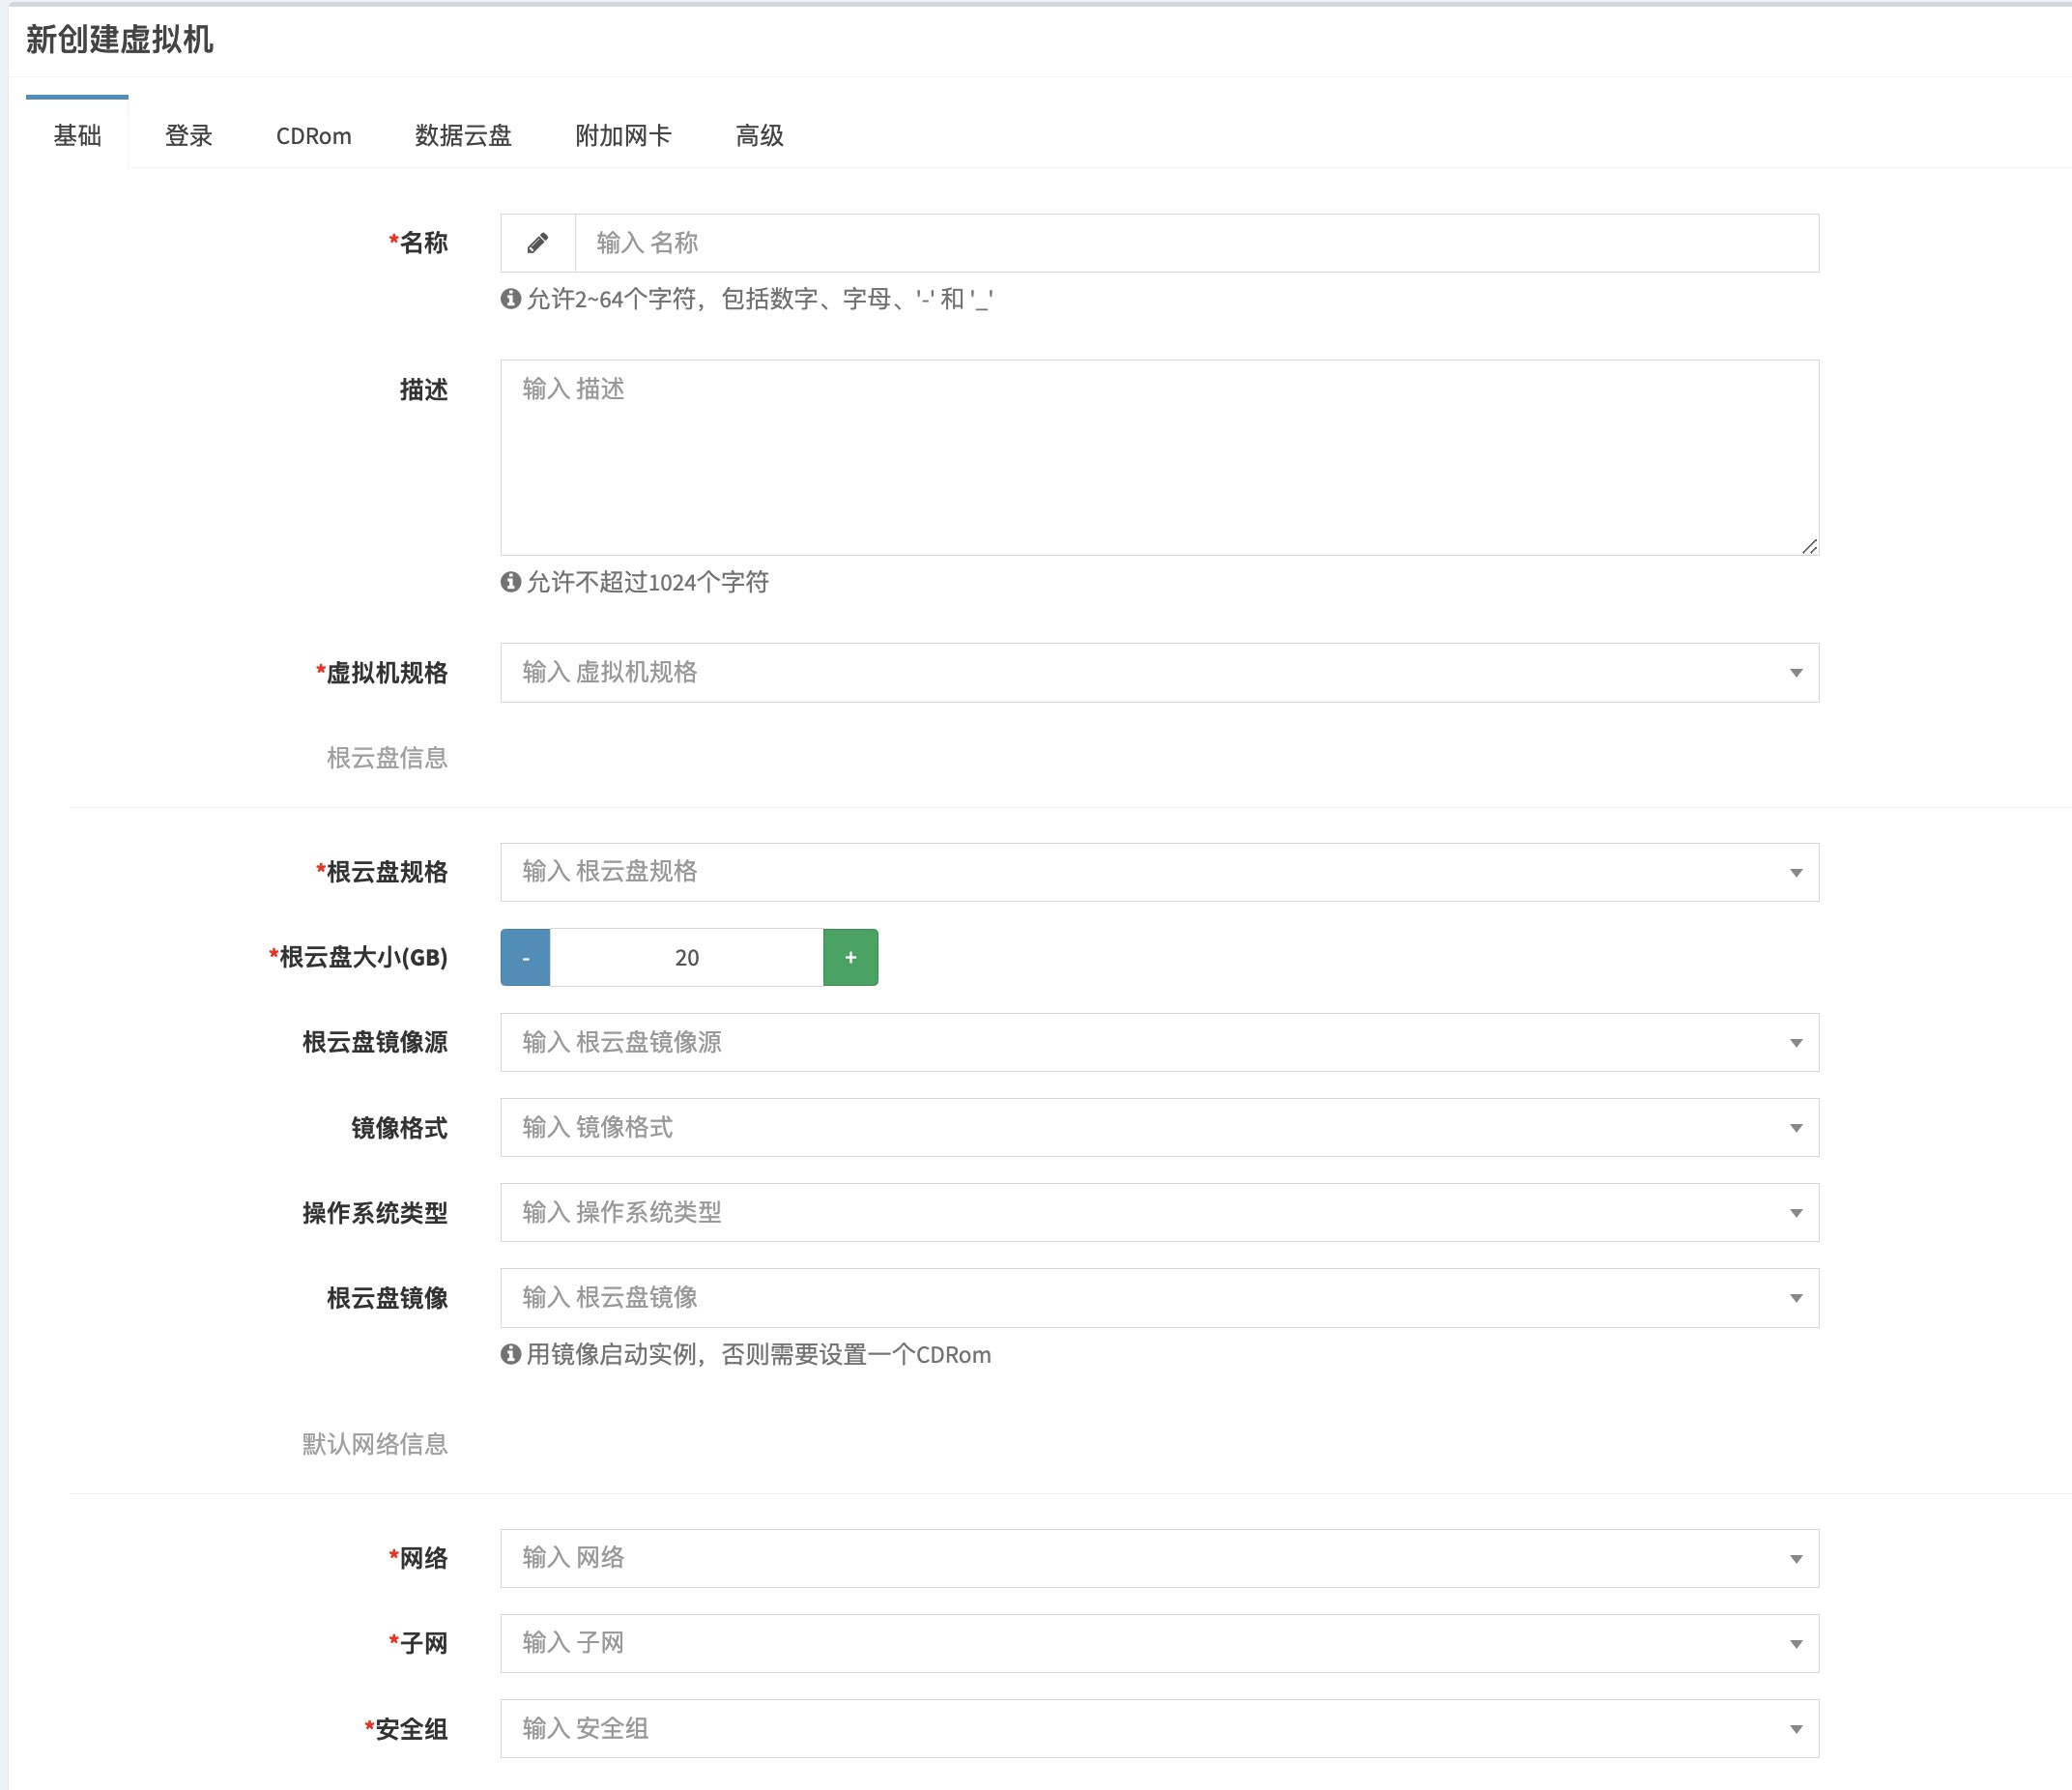 新创建虚拟机
基础 登录 CDRom 数据云盘 附加网卡 高级
*名称 输入 名称
允许2~64个字符，包括数字、字母、'-' 和 '_'
描述 输入 描述
允许不超过1024个字符
*虚拟机规格 输入 虚拟机规格
根云盘信息
*根云盘规格 输入 根云盘规格
*根云盘大小(GB) - 20 +
根云盘镜像源 输入 根云盘镜像源
镜像格式 输入 镜像格式
操作系统类型 输入 操作系统类型
根云盘镜像 输入 根云盘镜像
用镜像启动实例，否则需要设置一个CDRom
默认网络信息
*网络 输入 网络
*子网 输入 子网
*安全组 输入 安全组